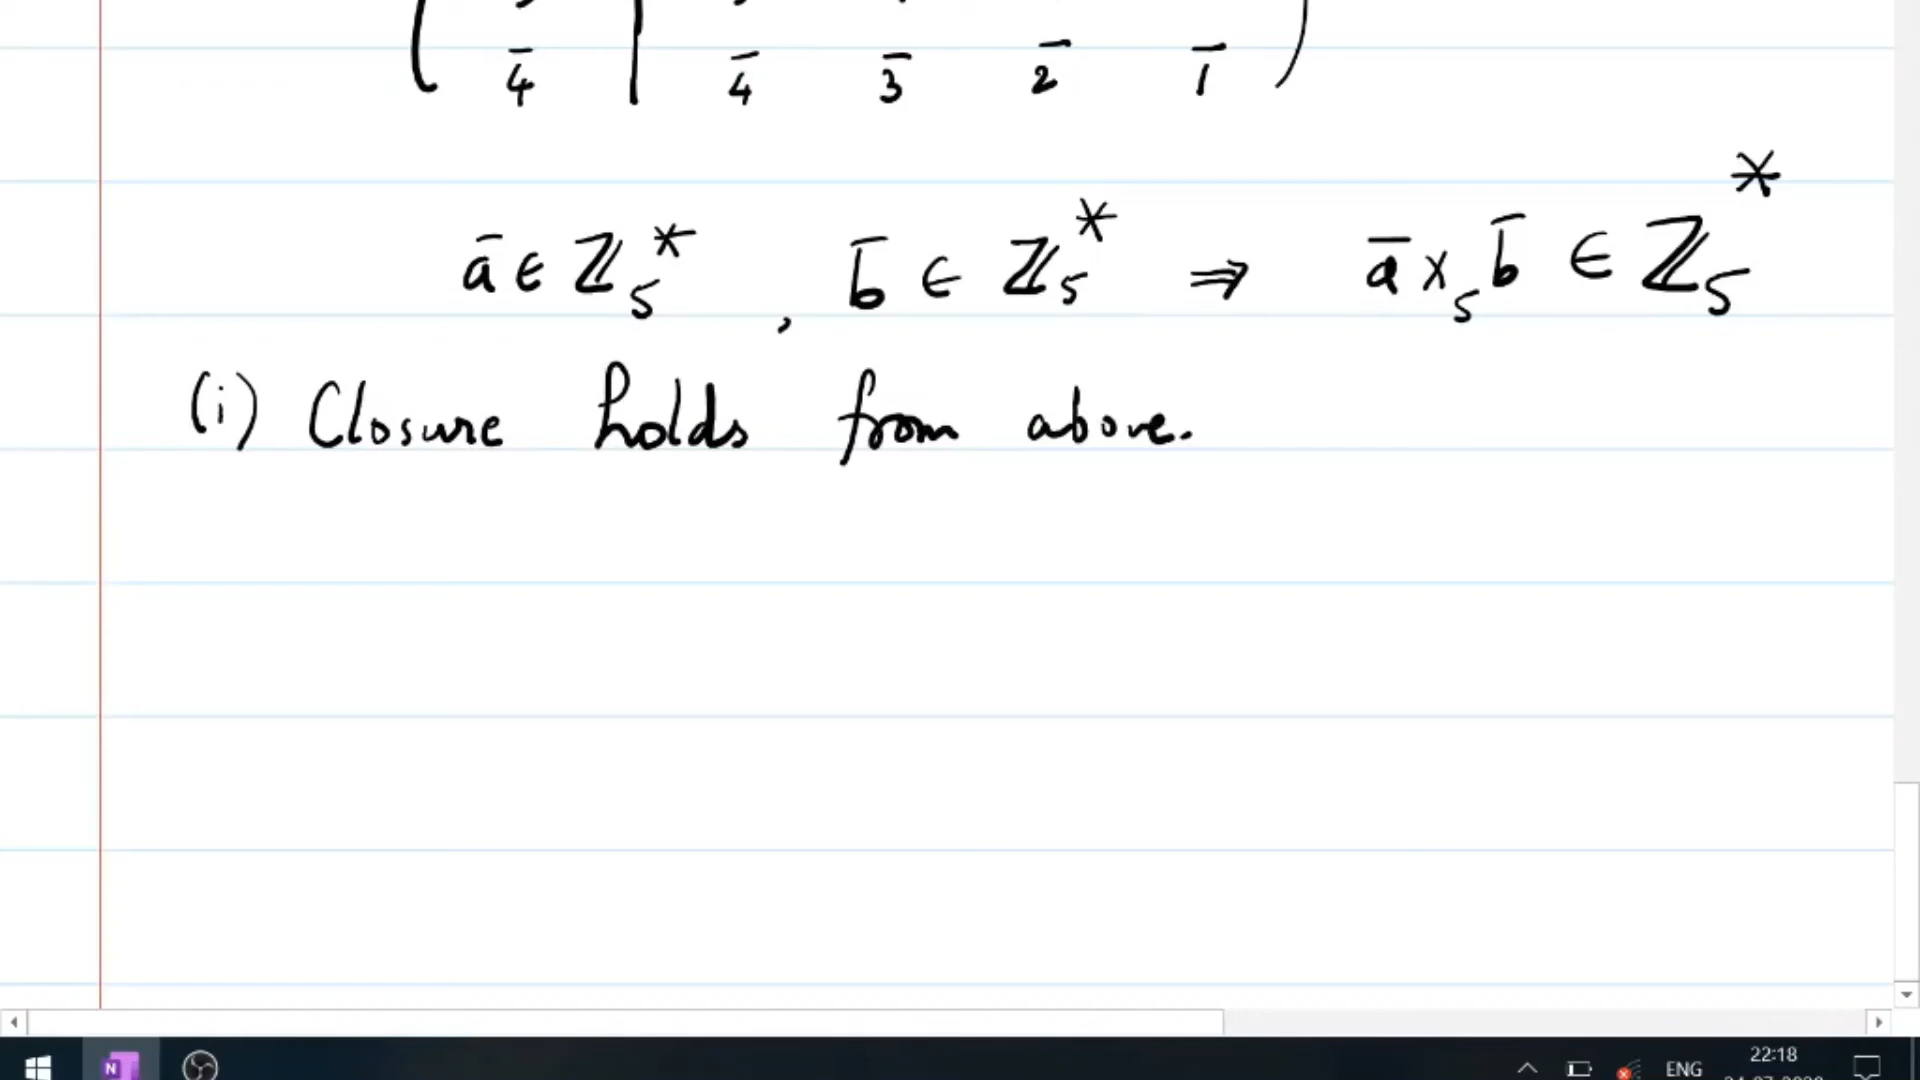 4̄ | 4̄ 3̄ 2̄ 1̄
ā ∈ ℤ₅*, b̄ ∈ ℤ₅* ⇒ ā ×₅ b̄ ∈ ℤ₅*
(i) Closure holds from above.
N ENG 22:18